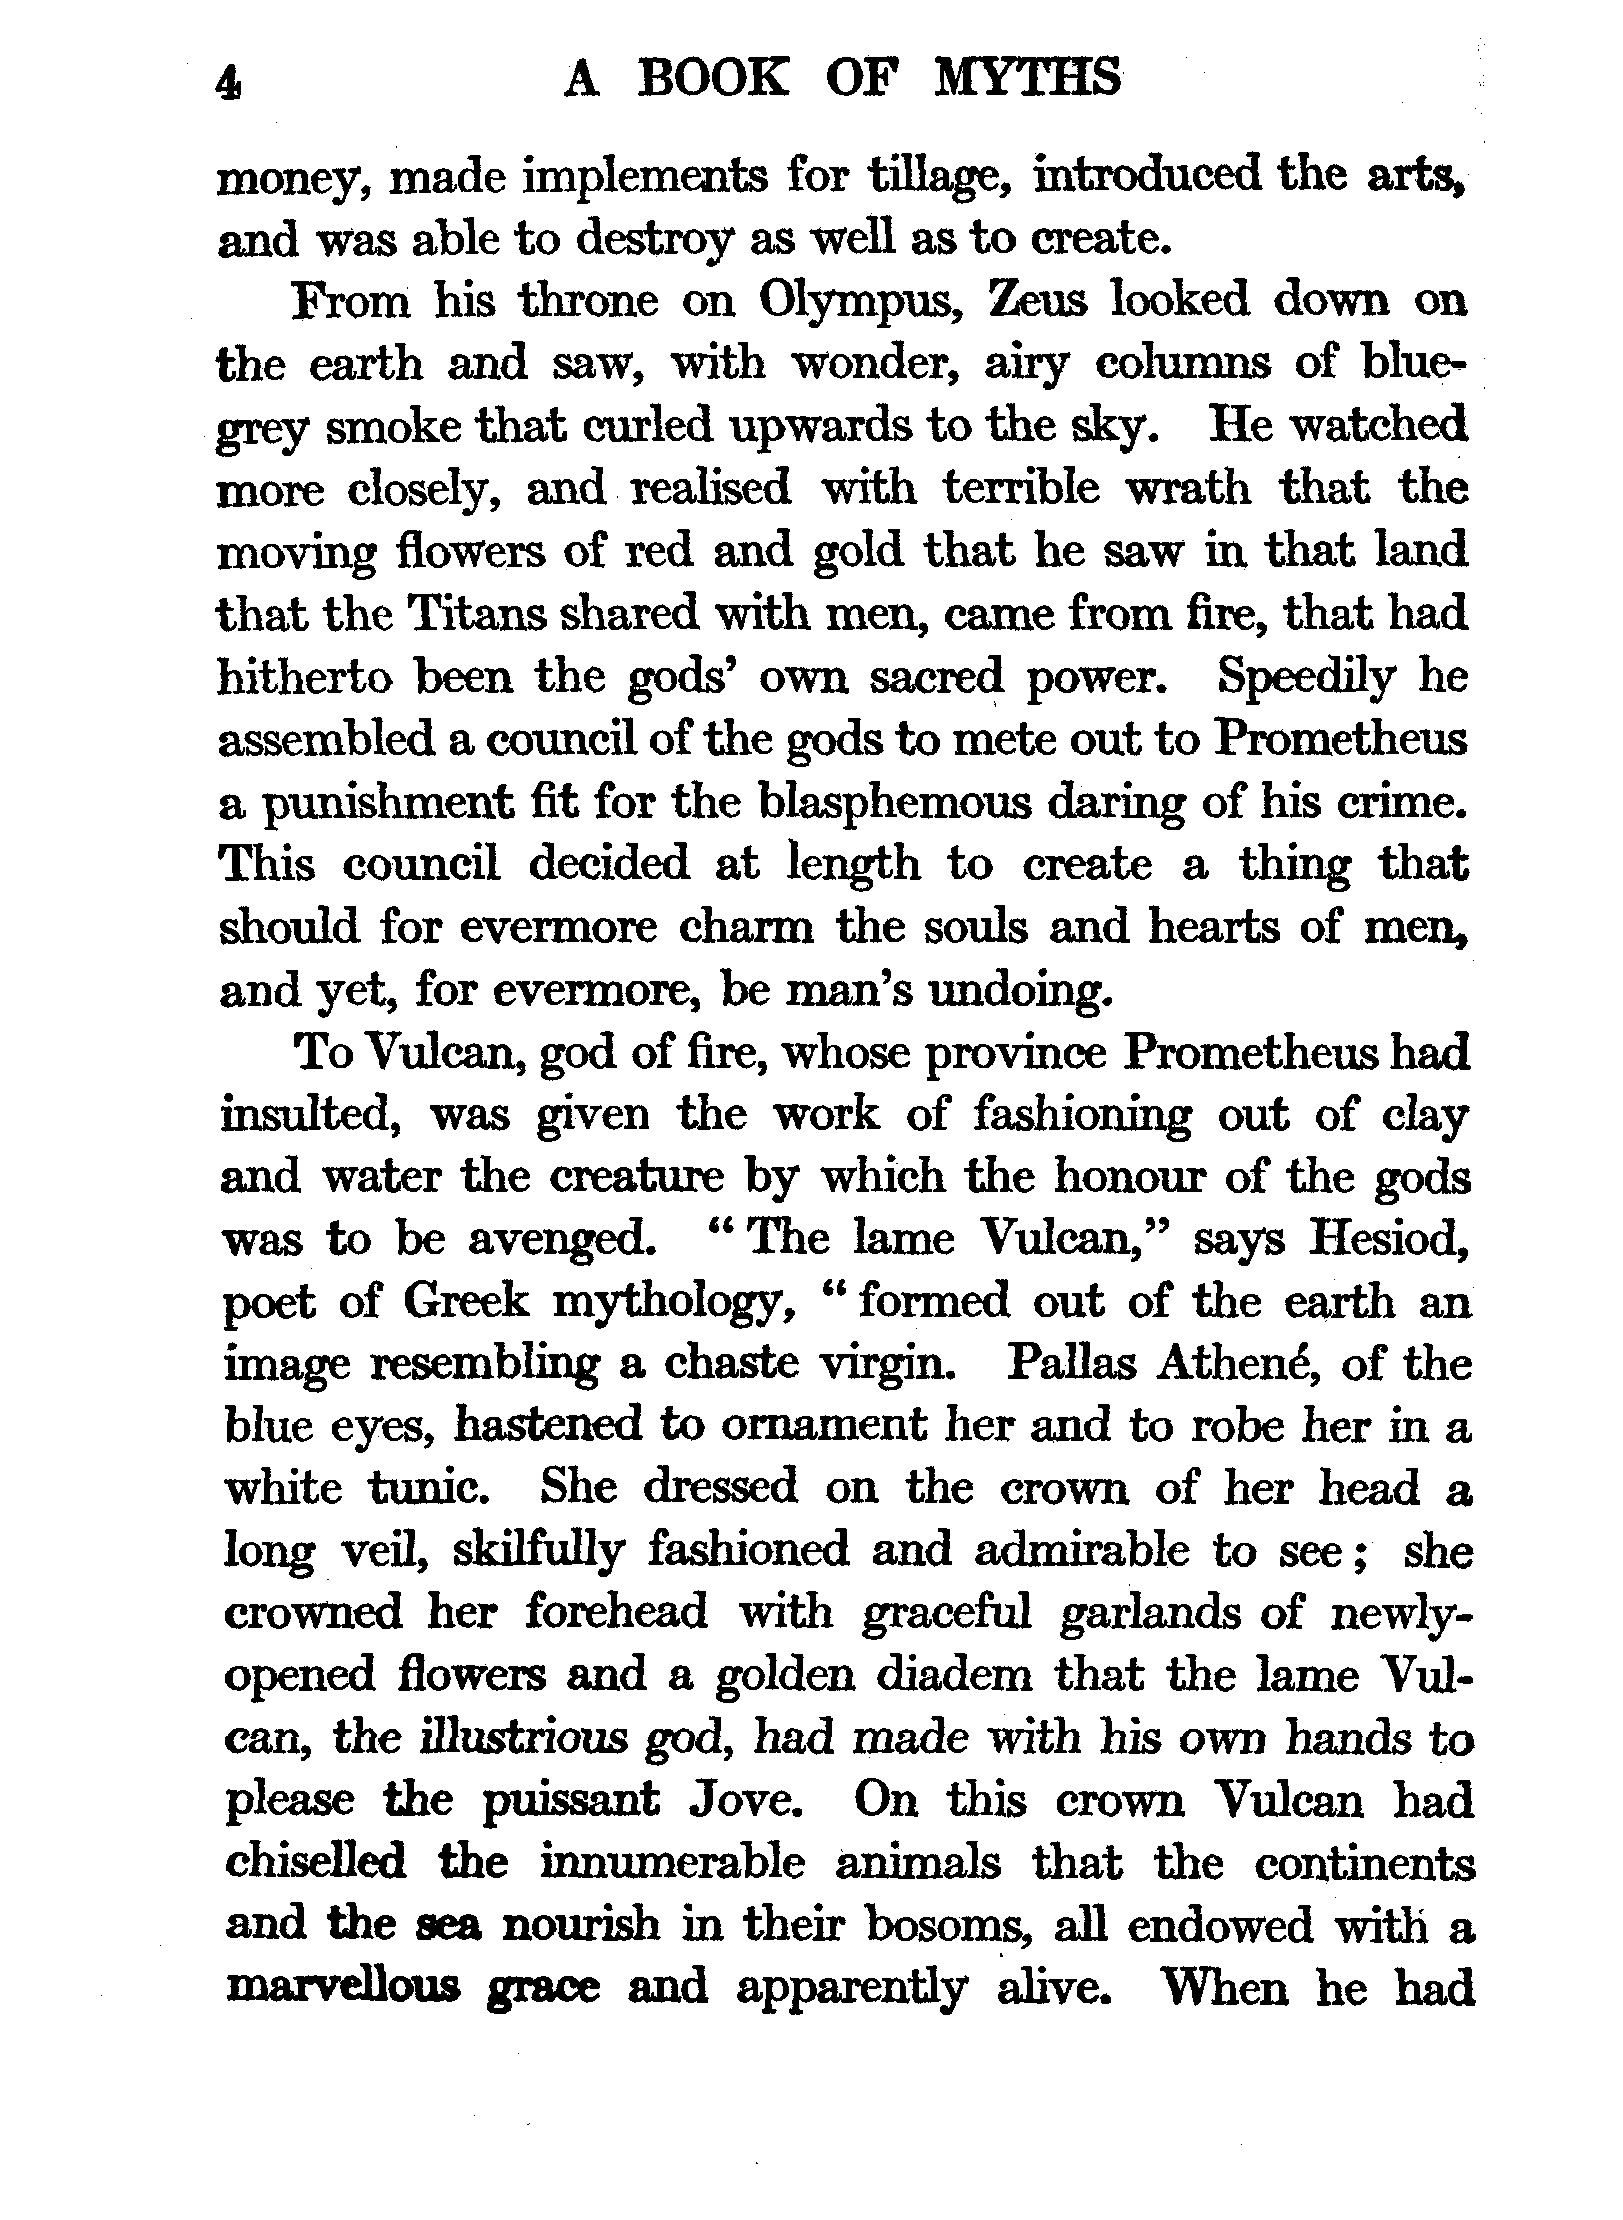 4 A BOOK OF MYTHS
money, made implements for tillage, introduced the arts,
and was able to destroy as well as to create.
From his throne on Olympus, Zeus looked down on
the earth and saw, with wonder, airy columns of blue-
grey smoke that curled upwards to the sky. He watched
more closely, and realised with terrible wrath that the
moving flowers of red and gold that he saw in that land
that the Titans shared with men, came from fire, that had
hitherto been the gods’ own sacred power. Speedily he
assembled a council of the gods to mete out to Prometheus
a punishment fit for the blasphemous daring of his crime.
This council decided at length to create a thing that
should for evermore charm the souls and hearts of men,
and yet, for evermore, be man’s undoing.
To Vulcan, god of fire, whose province Prometheus had
insulted, was given the work of fashioning out of clay
and water the creature by which the honour of the gods
was to be avenged. “ The lame Vulcan,” says Hesiod,
poet of Greek mythology, “ formed out of the earth an
image resembling a chaste virgin. Pallas Athené, of the
blue eyes, hastened to ornament her and to robe her in a
white tunic. She dressed on the crown of her head a
long veil, skilfully fashioned and admirable to see ; she
crowned her forehead with graceful garlands of newly-
opened flowers and a golden diadem that the lame Vul-
can, the illustrious god, had made with his own hands to
please the puissant Jove. On this crown Vulcan had
chiselled the innumerable animals that the continents
and the sea nourish in their bosoms, all endowed with a
marvellous grace and apparently alive. When he had